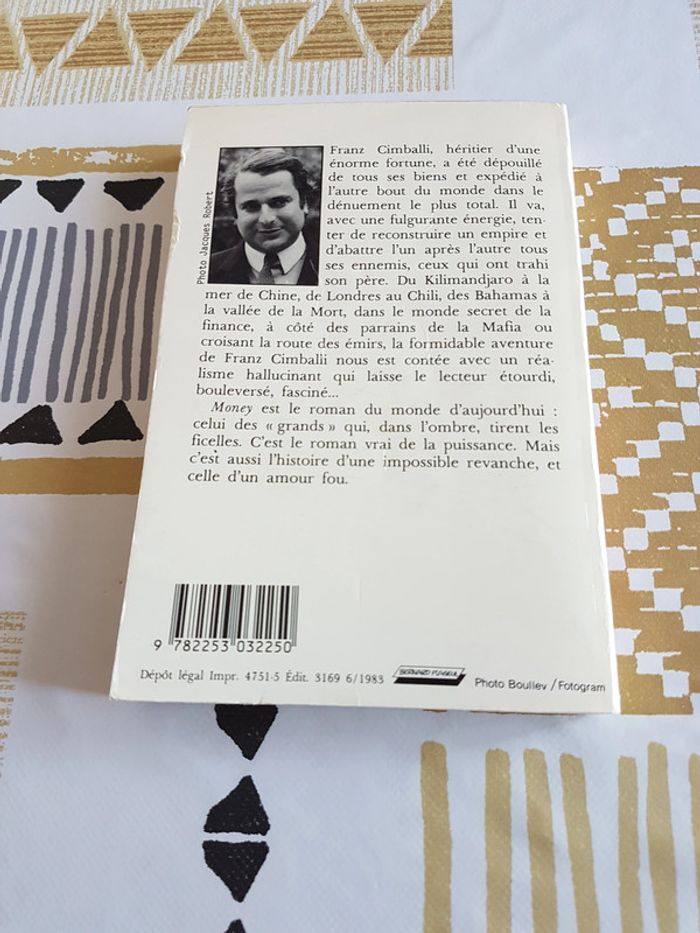 Photo Jacques Robert
Franz Cimballi, héritier d'une
énorme fortune, a été dépouillé
de tous ses biens et expédié à
l'autre bout du monde dans le
dénuement le plus total. Il va,
avec une fulgurante énergie, ten-
ter de reconstruire un empire et
d'abattre l'un après l'autre tous
ses ennemis, ceux qui ont trahi
son père. Du Kilimandjaro à la
mer de Chine, de Londres au Chili, des Bahamas à
la vallée de la Mort, dans le monde secret de la
finance, à côté des parrains de la Mafia ou
croisant la route des émirs, la formidable aventure
de Franz Cimballi nous est contée avec un réa-
lisme hallucinant qui laisse le lecteur étourdi,
bouleversé, fasciné...
Money est le roman du monde d'aujourd'hui :
celui des « grands » qui, dans l'ombre, tirent les
ficelles. C'est le roman vrai de la puissance. Mais
c'est aussi l'histoire d'une impossible revanche, et
celle d'un amour fou.
9 782253 032250
Dépôt légal Impr. 4751-5 Édit. 3169 6/1983
Photo Boulley / Fotogram